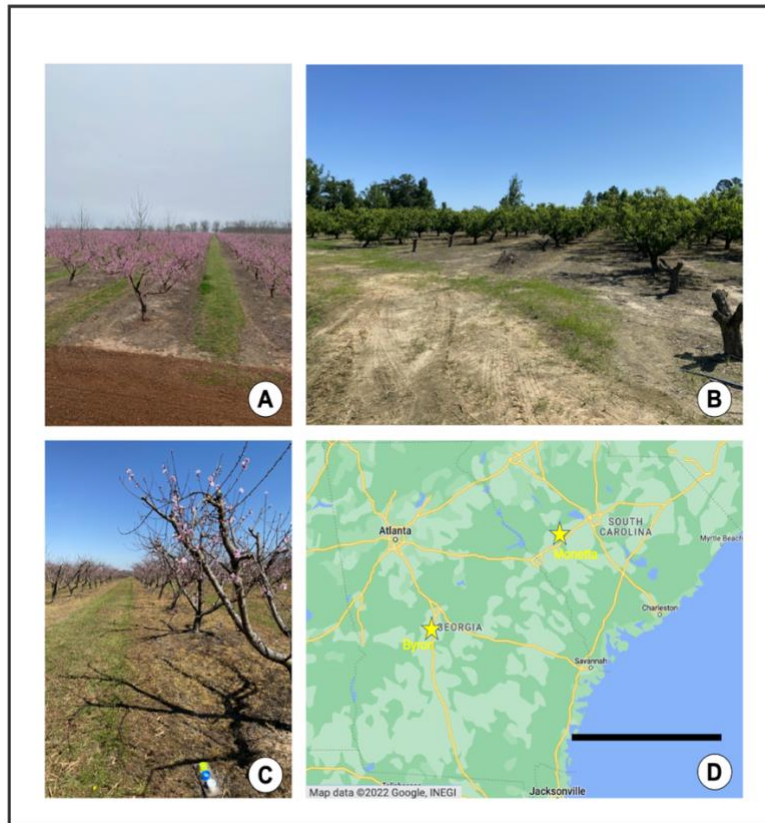 A
B
C
Atlanta
SOUTH
CAROLINA
Monetta
Myrtle Beach
Charleston
GEORGIA
Byron
Savannah
Jacksonville
Map data ©2022 Google, INEGI
D